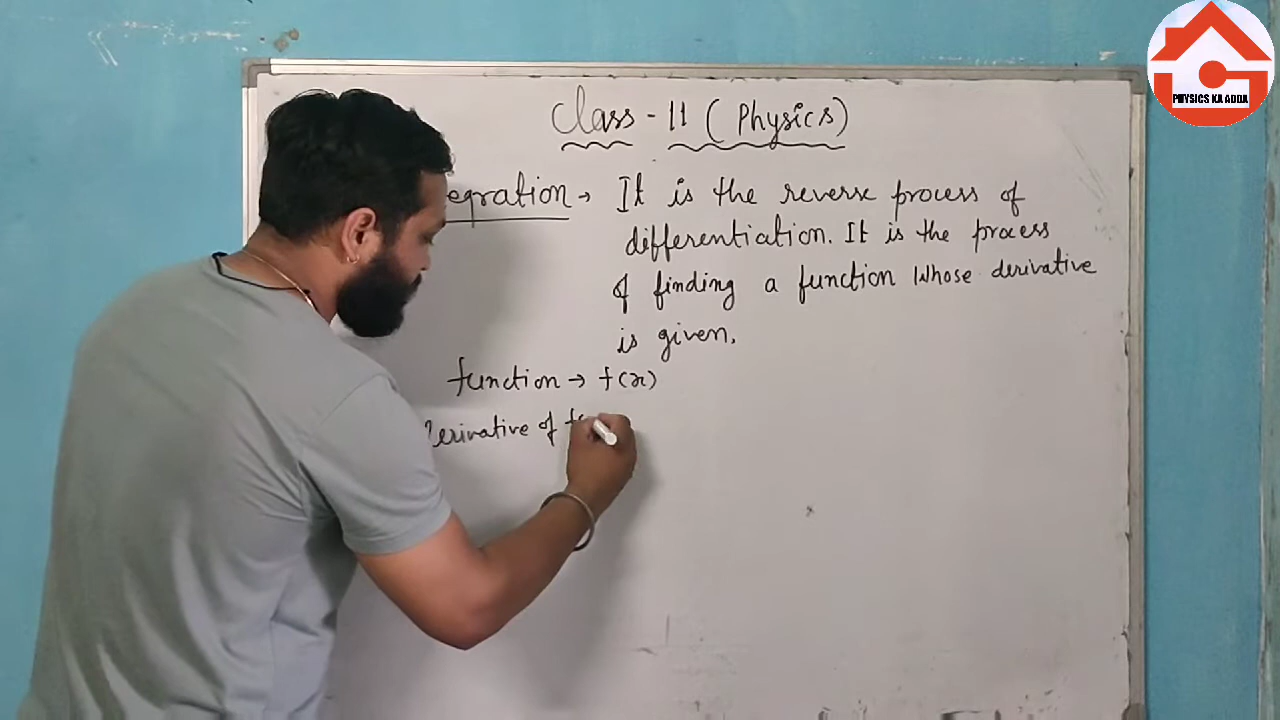 Class - 11 (Physics)
egration → It is the reverse process of
differentiation. It is the process
of finding a function whose derivative
is given.
function → f(x)
derivative of f
PHYSICS KA ADDA